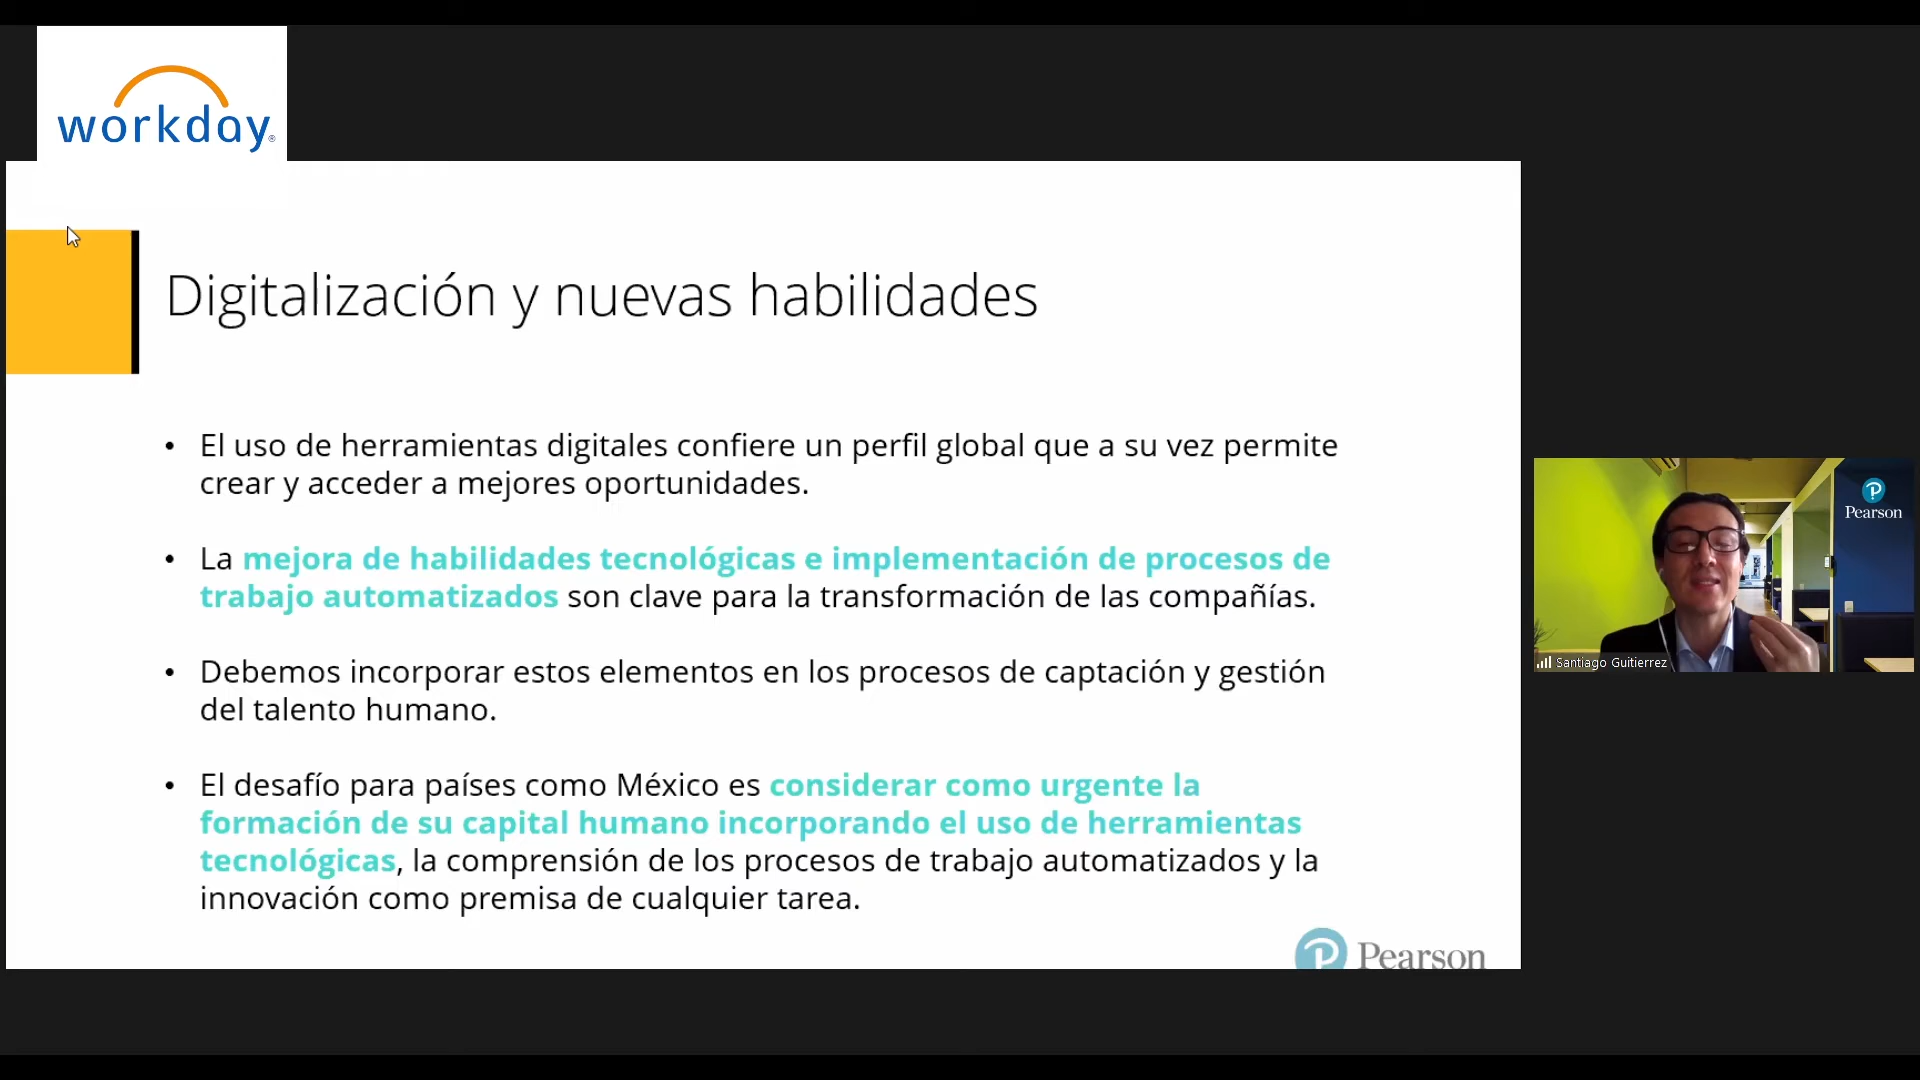 workday®
Digitalización y nuevas habilidades
• El uso de herramientas digitales confiere un perfil global que a su vez permite
crear y acceder a mejores oportunidades.
• La mejora de habilidades tecnológicas e implementación de procesos de
trabajo automatizados son clave para la transformación de las compañías.
• Debemos incorporar estos elementos en los procesos de captación y gestión
del talento humano.
• El desafío para países como México es considerar como urgente la
formación de su capital humano incorporando el uso de herramientas
tecnológicas, la comprensión de los procesos de trabajo automatizados y la
innovación como premisa de cualquier tarea.
Pearson
Pearson
Santiago Guitierrez